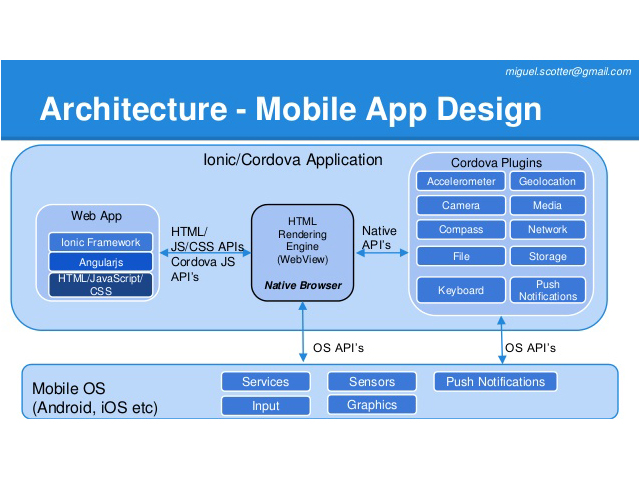 miguel.scotter@gmail.com
Architecture - Mobile App Design
Ionic/Cordova Application
Web App
Ionic Framework
Angularjs
HTML/JavaScript/
CSS
HTML/
JS/CSS APIs
Cordova JS
API's
HTML
Rendering
Engine
(WebView)
Native Browser
Native
API's
Cordova Plugins
Accelerometer
Geolocation
Camera
Media
Compass
Network
File
Storage
Keyboard
Push
Notifications
OS API's
OS API's
Mobile OS
(Android, iOS etc)
Services
Sensors
Push Notifications
Input
Graphics